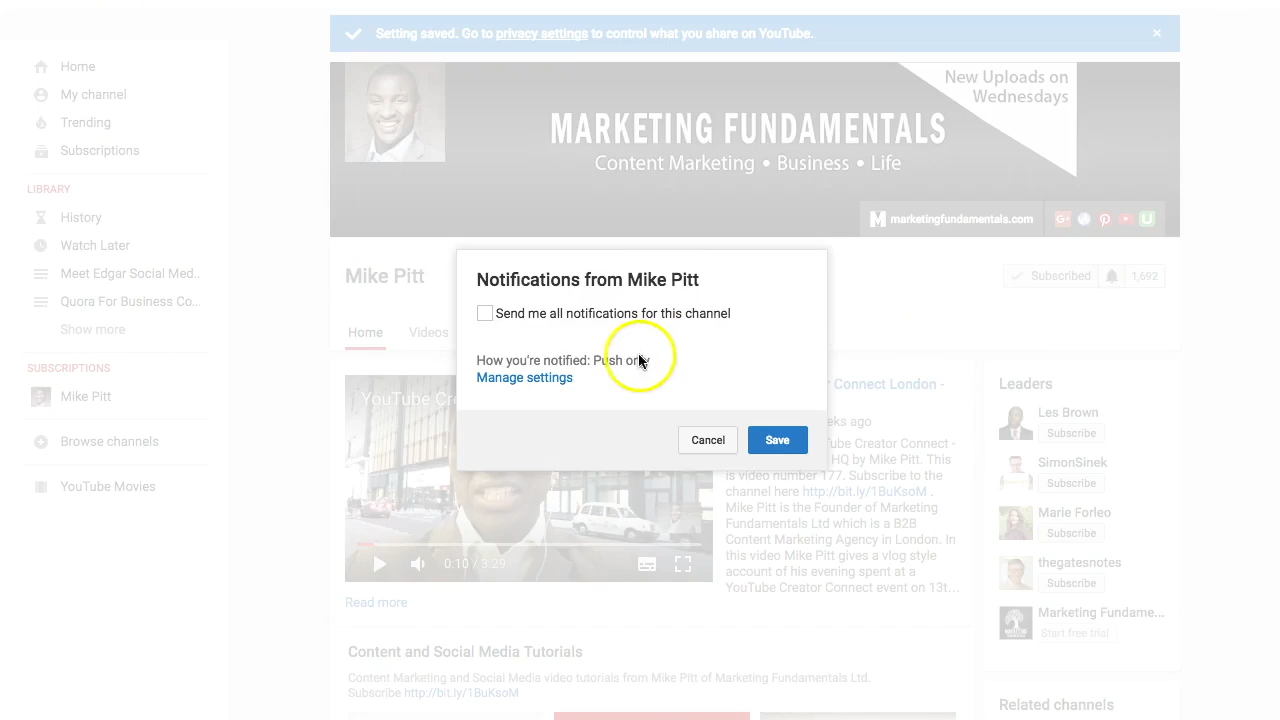 Setting saved. Go to privacy settings to control what you share on YouTube.
×
Home
My channel
Trending
Subscriptions
LIBRARY
History
Watch Later
Meet Edgar Social Med..
Quora For Business Co...
Show more
SUBSCRIPTIONS
Mike Pitt
Browse channels
YouTube Movies
New Uploads on
Wednesdays
MARKETING FUNDAMENTALS
Content Marketing • Business • Life
marketingfundamentals.com
Mike Pitt
Subscribed
1,692
Home
Videos
Notifications from Mike Pitt
Send me all notifications for this channel
How you're notified: Push only
Manage settings
Cancel
Save
YouTube Cre
0:10 / 3:29
Read more
r Connect London -
ks ago
ube Creator Connect -
HQ by Mike Pitt. This
is video number 177. Subscribe to the
channel here http://bit.ly/1BuKsoM .
Mike Pitt is the Founder of Marketing
Fundamentals Ltd which is a B2B
Content Marketing Agency in London. In
this video Mike Pitt gives a vlog style
account of his evening spent at a
YouTube Creator Connect event on 13t...
Leaders
Les Brown
Subscribe
SimonSinek
Subscribe
Marie Forleo
Subscribe
thegatesnotes
Subscribe
Marketing Fundame...
Start free trial
Content and Social Media Tutorials
Content Marketing and Social Media video tutorials from Mike Pitt of Marketing Fundamentals Ltd.
Subscribe http://bit.ly/1BuKsoM
Related channels